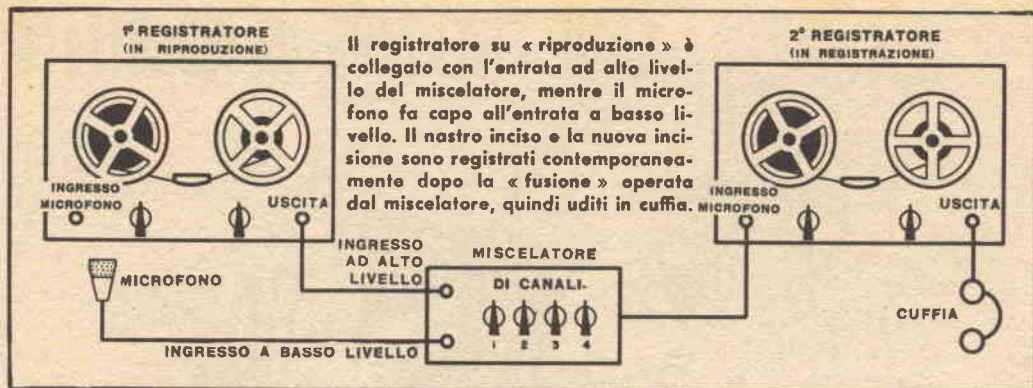 1º REGISTRATORE
(IN RIPRODUZIONE)
Il registratore su « riproduzione » è
collegato con l'entrata ad alto livel-
lo del miscelatore, mentre il micro-
fono fa capo all'entrata a basso li-
vello. Il nastro inciso e la nuova inci-
sione sono registrati contemporanea-
mente dopo la « fusione » operata
dal miscelatore, quindi uditi in cuffia.
2º REGISTRATORE
(IN REGISTRAZIONE)
INGRESSO
MICROFONO
USCITA
INGRESSO
MICROFONO
USCITA
MICROFONO
INGRESSO
AD ALTO
LIVELLO
MISCELATORE
DI CANALI
1 2 3 4
CUFFIA
INGRESSO A BASSO LIVELLO